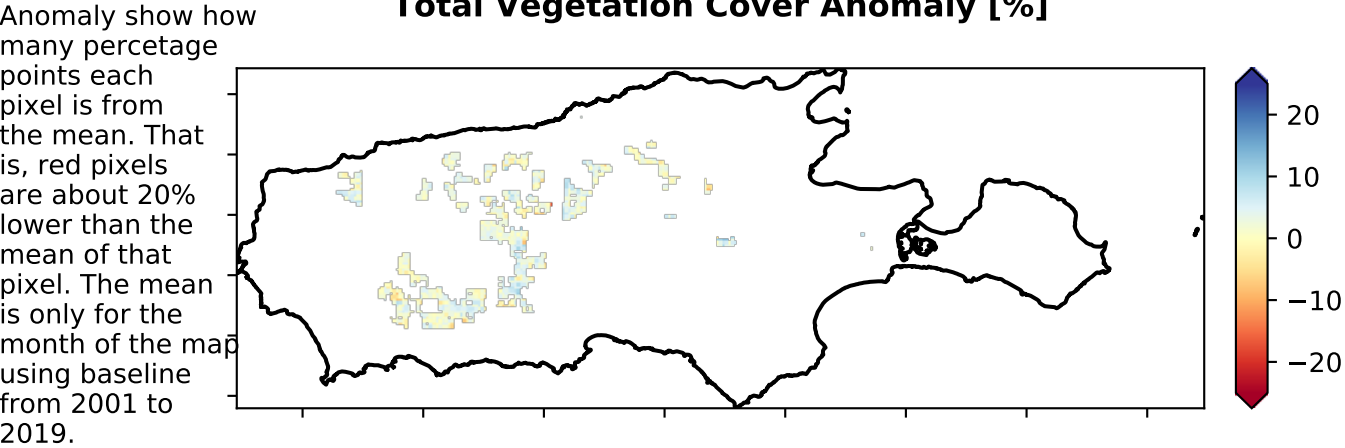 Total Vegetation Cover Anomaly [%]
Anomaly show how
many percetage
points each
pixel is from
the mean. That
is, red pixels
are about 20%
lower than the
mean of that
pixel. The mean
is only for the
month of the map
using baseline
from 2001 to
2019.
20
10
0
−10
−20